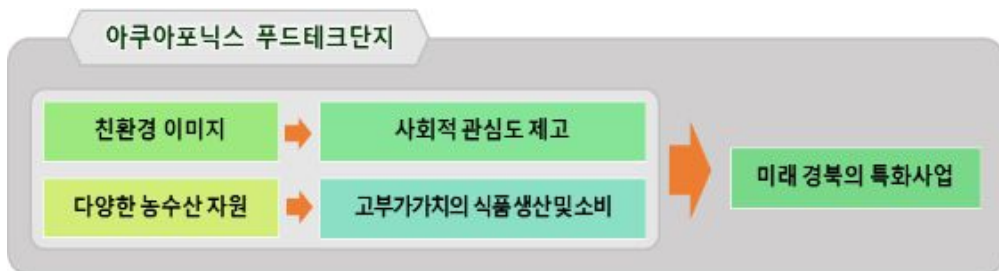 아쿠아포닉스 푸드테크단지
친환경 이미지
사회적 관심도 제고
다양한 농수산 자원
고부가가치의 식품 생산 및 소비
미래 경북의 특화사업